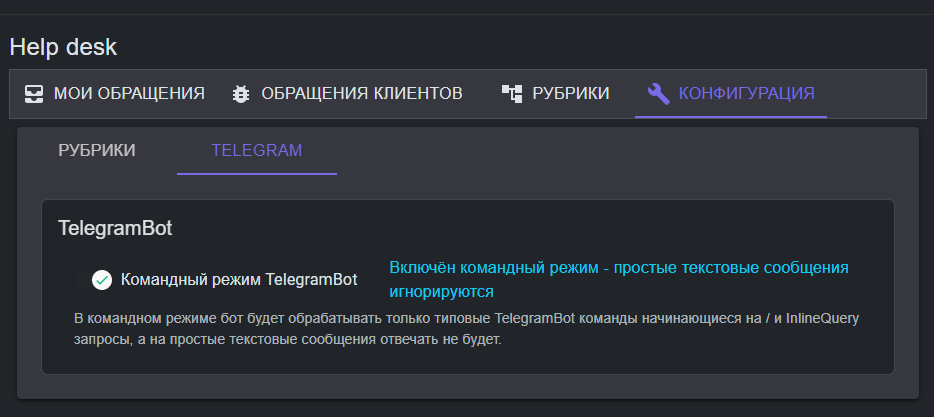 Help desk
МОИ ОБРАЩЕНИЯ ОБРАЩЕНИЯ КЛИЕНТОВ РУБРИКИ КОНФИГУРАЦИЯ
РУБРИКИ TELEGRAM
TelegramBot
Командный режим TelegramBot
Включён командный режим - простые текстовые сообщения
игнорируются
В командном режиме бот будет обрабатывать только типовые TelegramBot команды начинающиеся на / и InlineQuery
запросы, а на простые текстовые сообщения отвечать не будет.